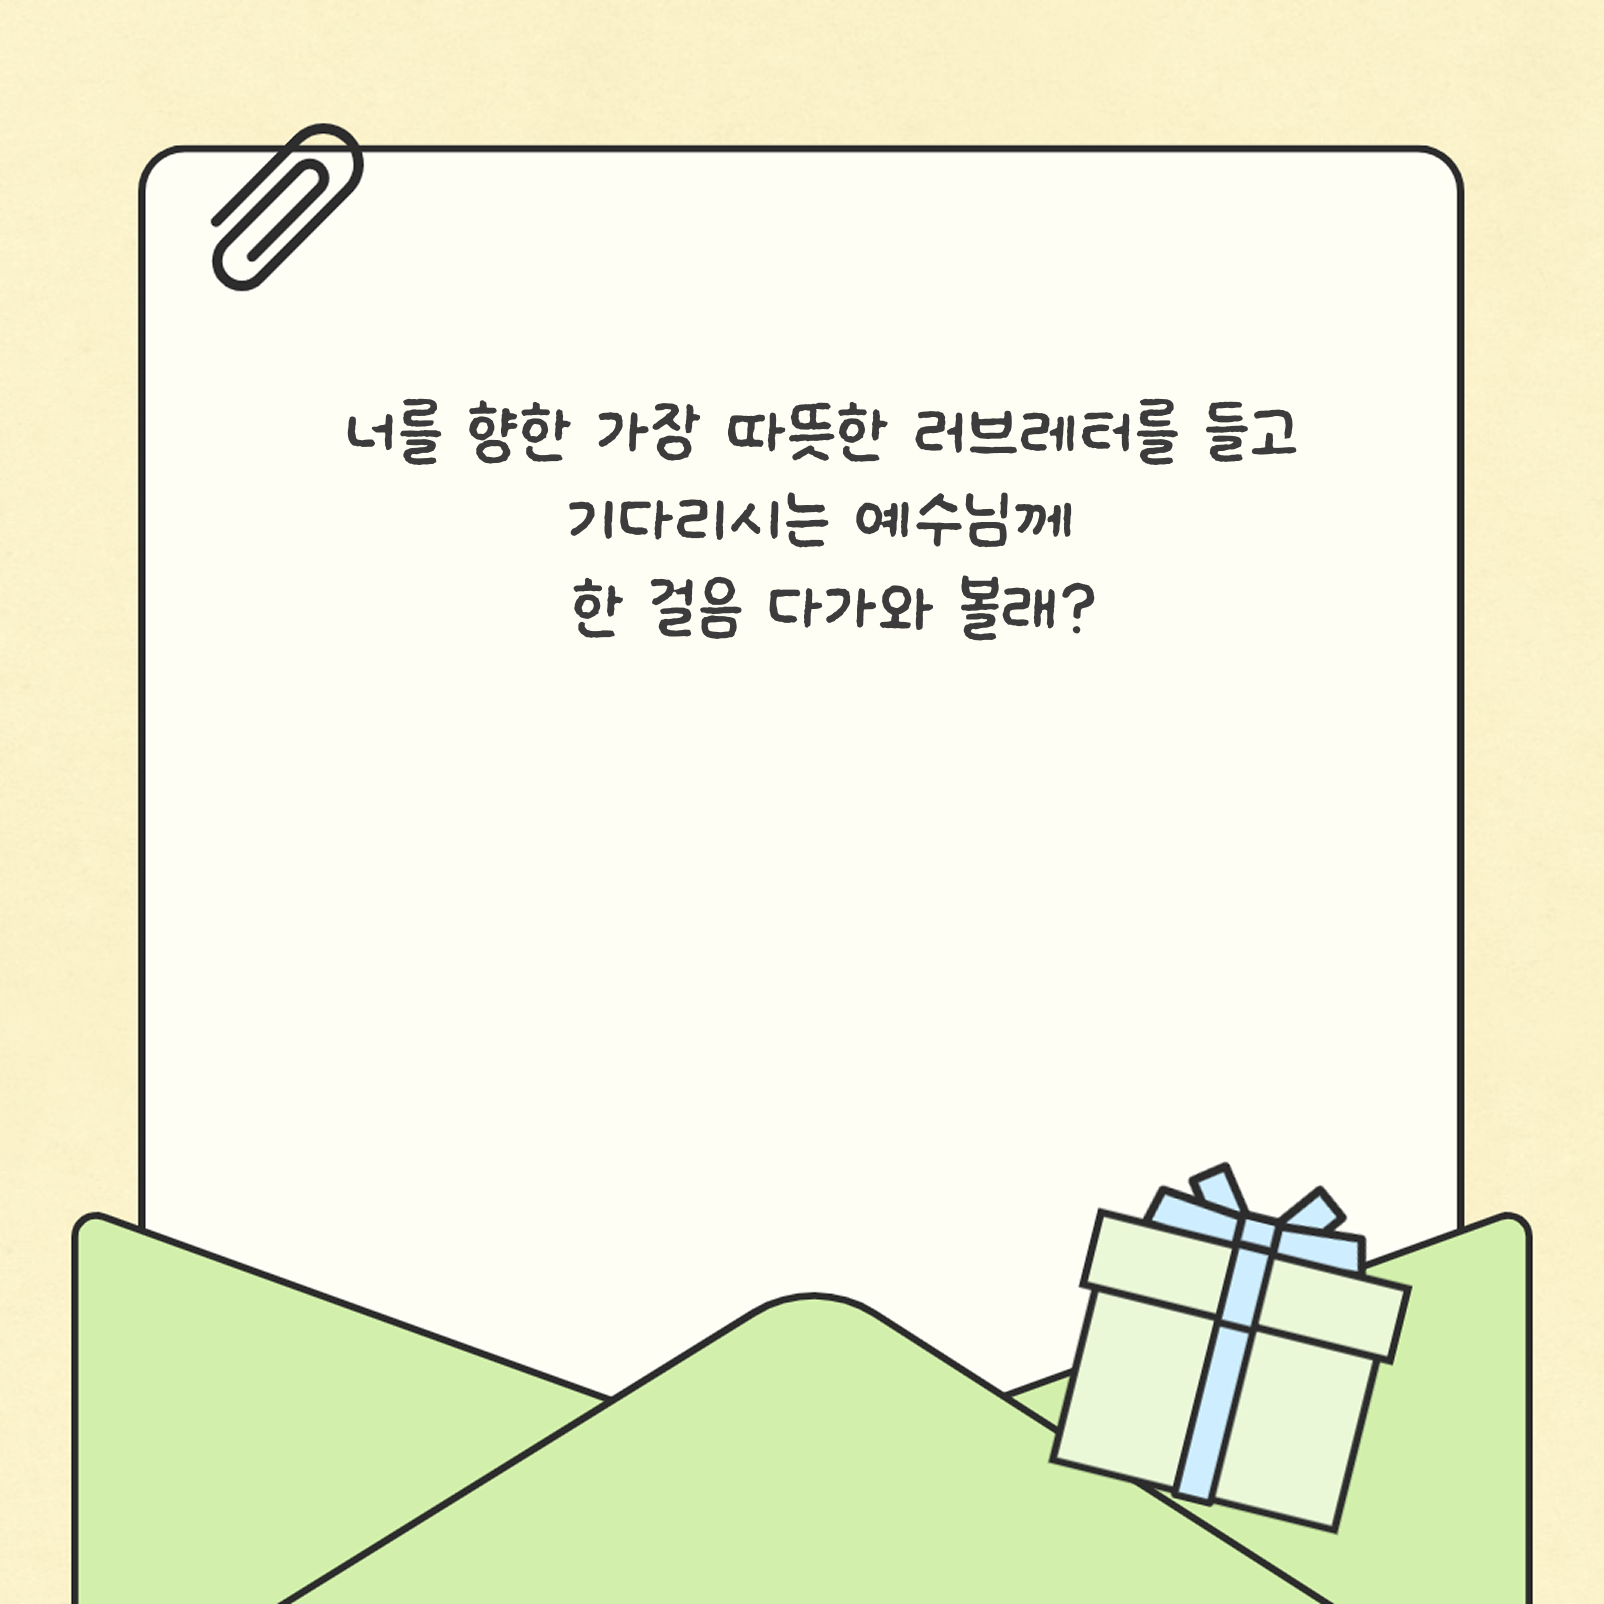 너를 향한 가장 따뜻한 러브레터를 들고
기다리시는 예수님께
한 걸음 다가와 볼래?